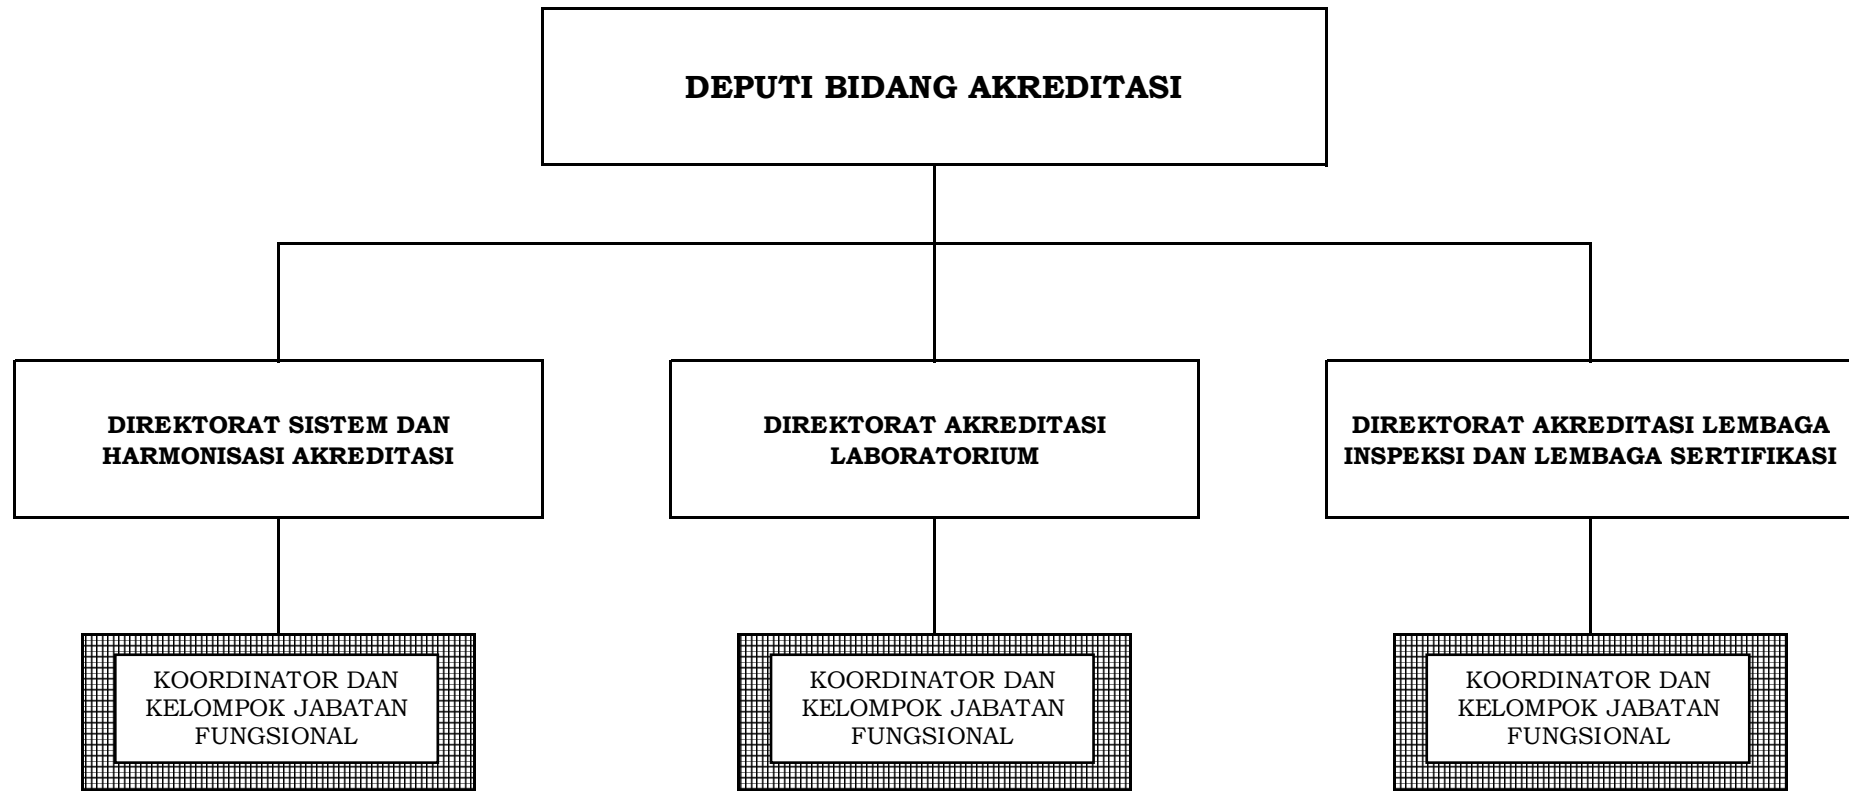 DEPUTI BIDANG AKREDITASI
DIREKTORAT SISTEM DAN
HARMONISASI AKREDITASI
DIREKTORAT AKREDITASI
LABORATORIUM
DIREKTORAT AKREDITASI LEMBAGA
INSPEKSI DAN LEMBAGA SERTIFIKASI
KOORDINATOR DAN
KELOMPOK JABATAN
FUNGSIONAL
KOORDINATOR DAN
KELOMPOK JABATAN
FUNGSIONAL
KOORDINATOR DAN
KELOMPOK JABATAN
FUNGSIONAL